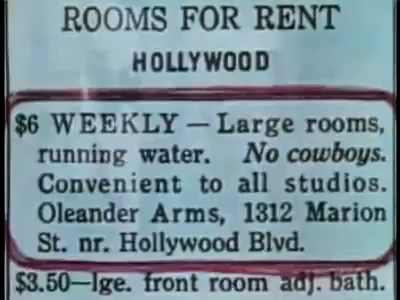 ROOMS FOR RENT
HOLLYWOOD
$6 WEEKLY — Large rooms,
running water. No cowboys.
Convenient to all studios.
Oleander Arms, 1312 Marion
St. nr. Hollywood Blvd.
$3.50—lge. front room adj. bath.